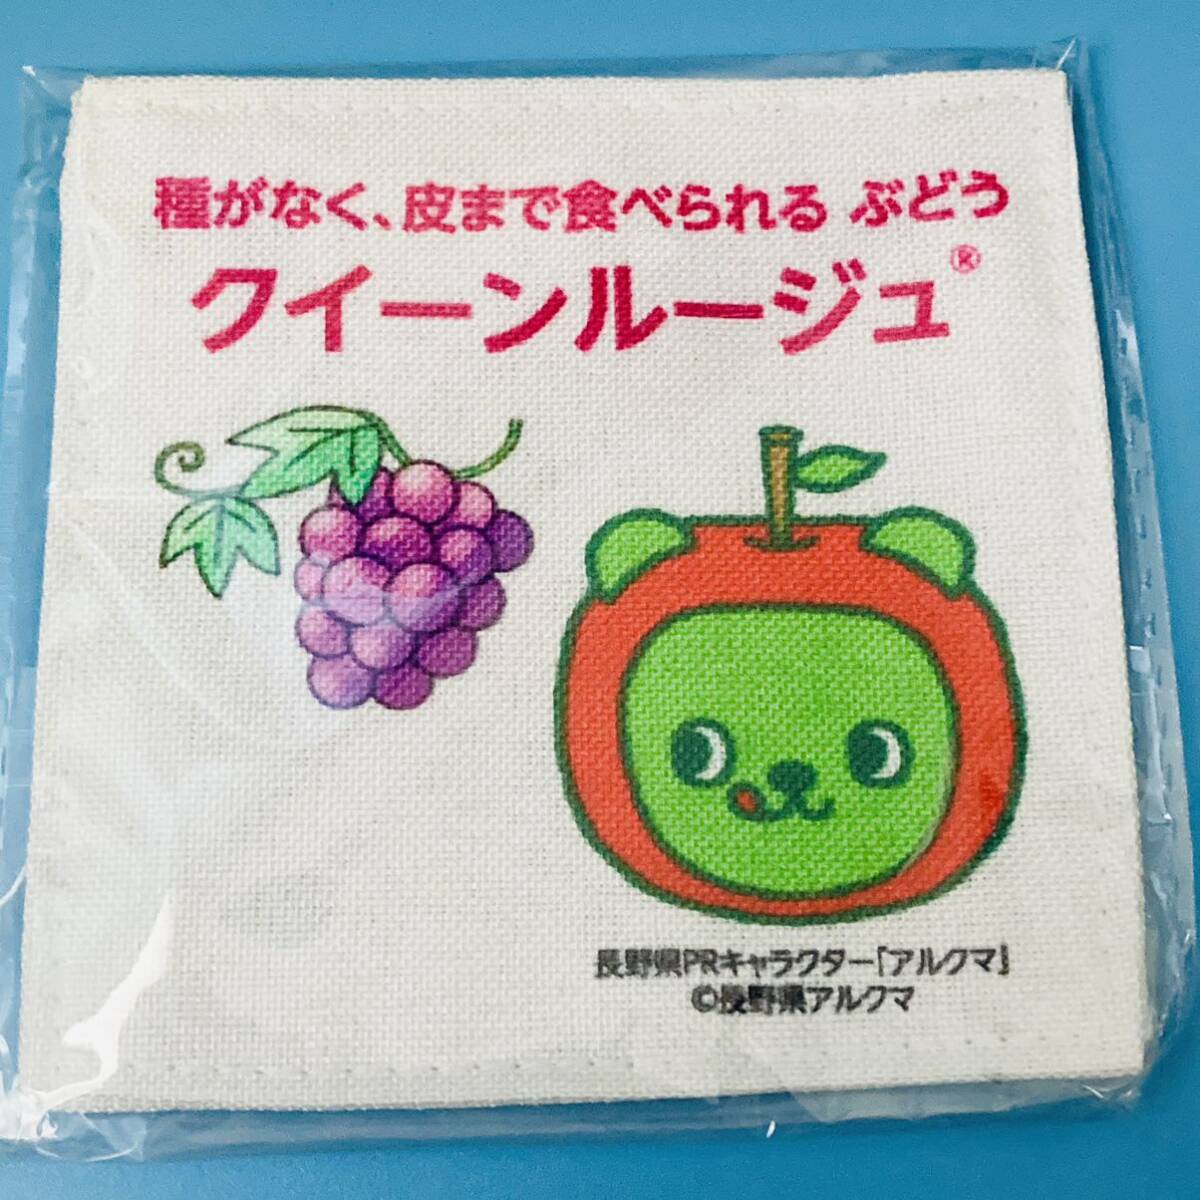 種がなく、皮まで食べられる ぶどう
クイーンルージュ®
長野県PRキャラクター「アルクマ」
©長野県アルクマ